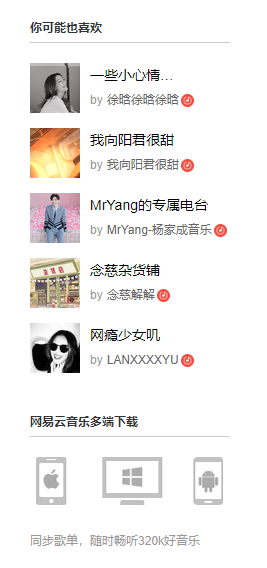 你可能也喜欢
一些小心情...
by 徐晗徐晗徐晗
我向阳君很甜
by 我向阳君很甜
MrYang的专属电台
by MrYang-杨家成音乐
念慈杂货铺
by 念慈解解
网瘾少女叽
by LANXXXXYU
网易云音乐多端下载
同步歌单，随时畅听320k好音乐